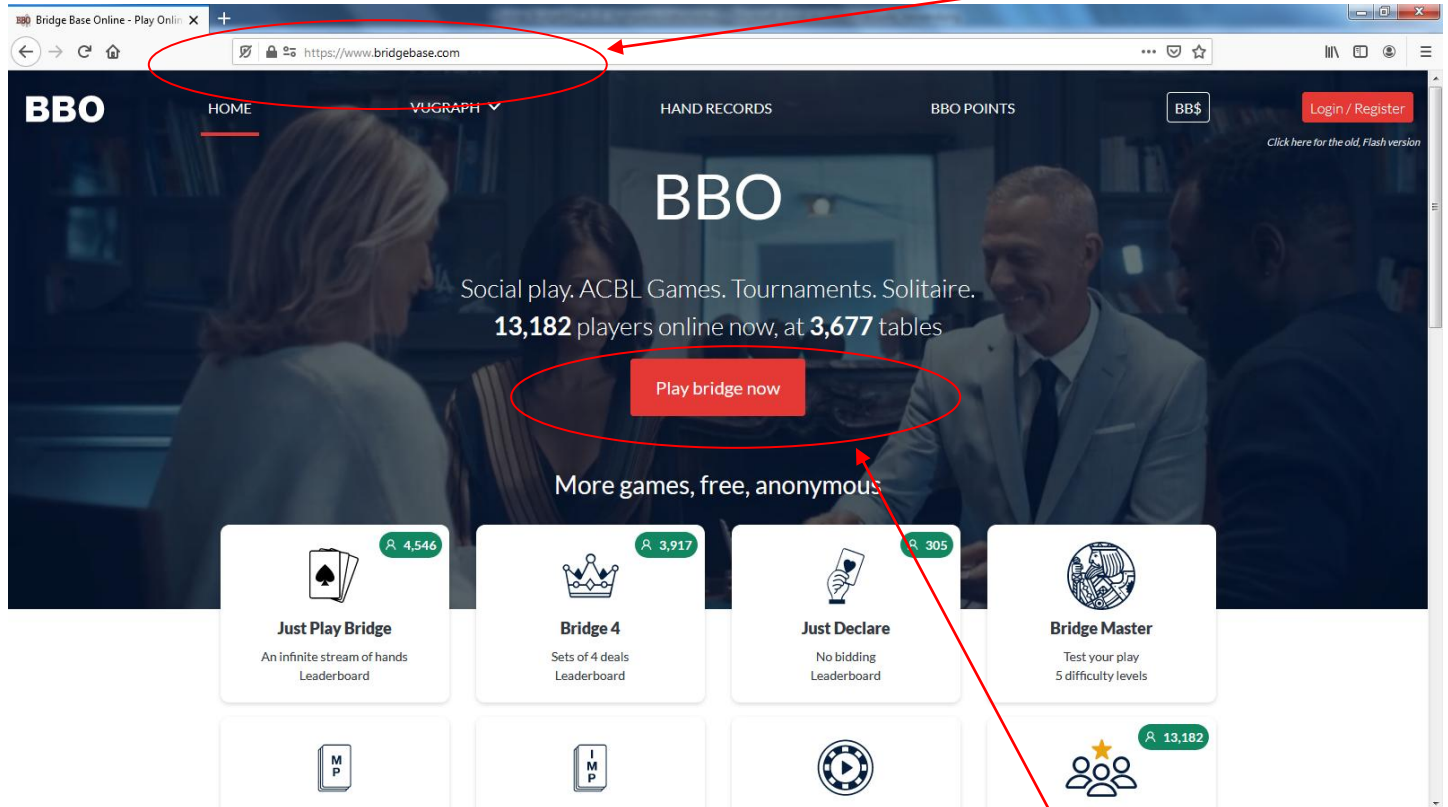 BBO Bridge Base Online - Play Onlin
https://www.bridgebase.com
BBO HOME VUGRAPH HAND RECORDS BBO POINTS BB$ Login / Register
Click here for the old, Flash version
BBO
Social play. ACBL Games. Tournaments. Solitaire.
13,182 players online now, at 3,677 tables
Play bridge now
More games, free, anonymous
4,546
Just Play Bridge
An infinite stream of hands
Leaderboard
3,917
Bridge 4
Sets of 4 deals
Leaderboard
305
Just Declare
No bidding
Leaderboard
Bridge Master
Test your play
5 difficulty levels
M
P
I
M
P
13,182